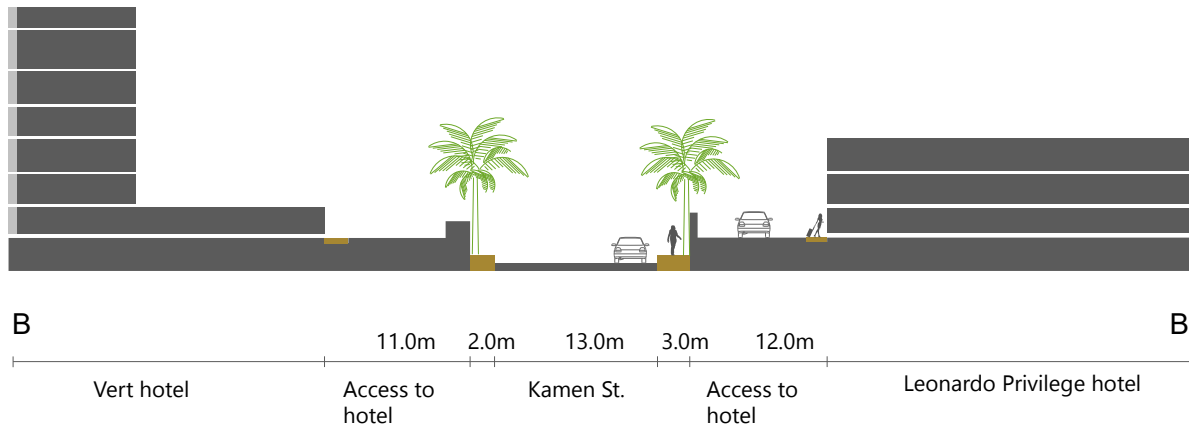 B
B
11.0m 2.0m 13.0m 3.0m 12.0m
Vert hotel
Access to
hotel
Kamen St.
Access to
hotel
Leonardo Privilege hotel